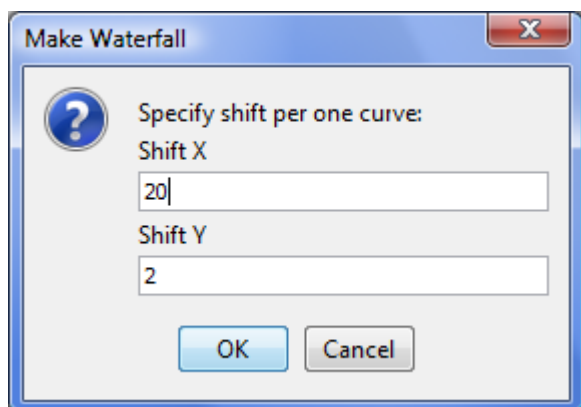 Make Waterfall
Specify shift per one curve:
Shift X
20
Shift Y
2
OK Cancel